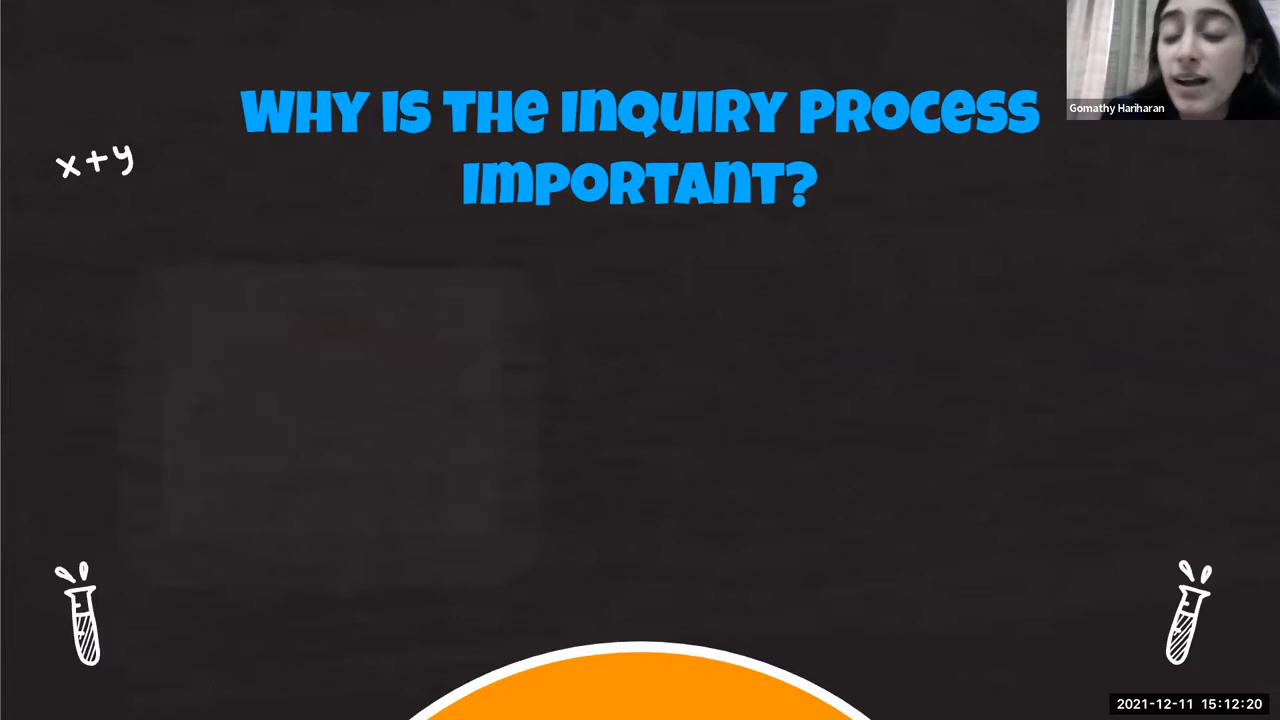 WHY IS THE INQUIRY PROCESS
IMPORTANT?
Gomathy Hariharan
x+y
2021-12-11 15:12:20